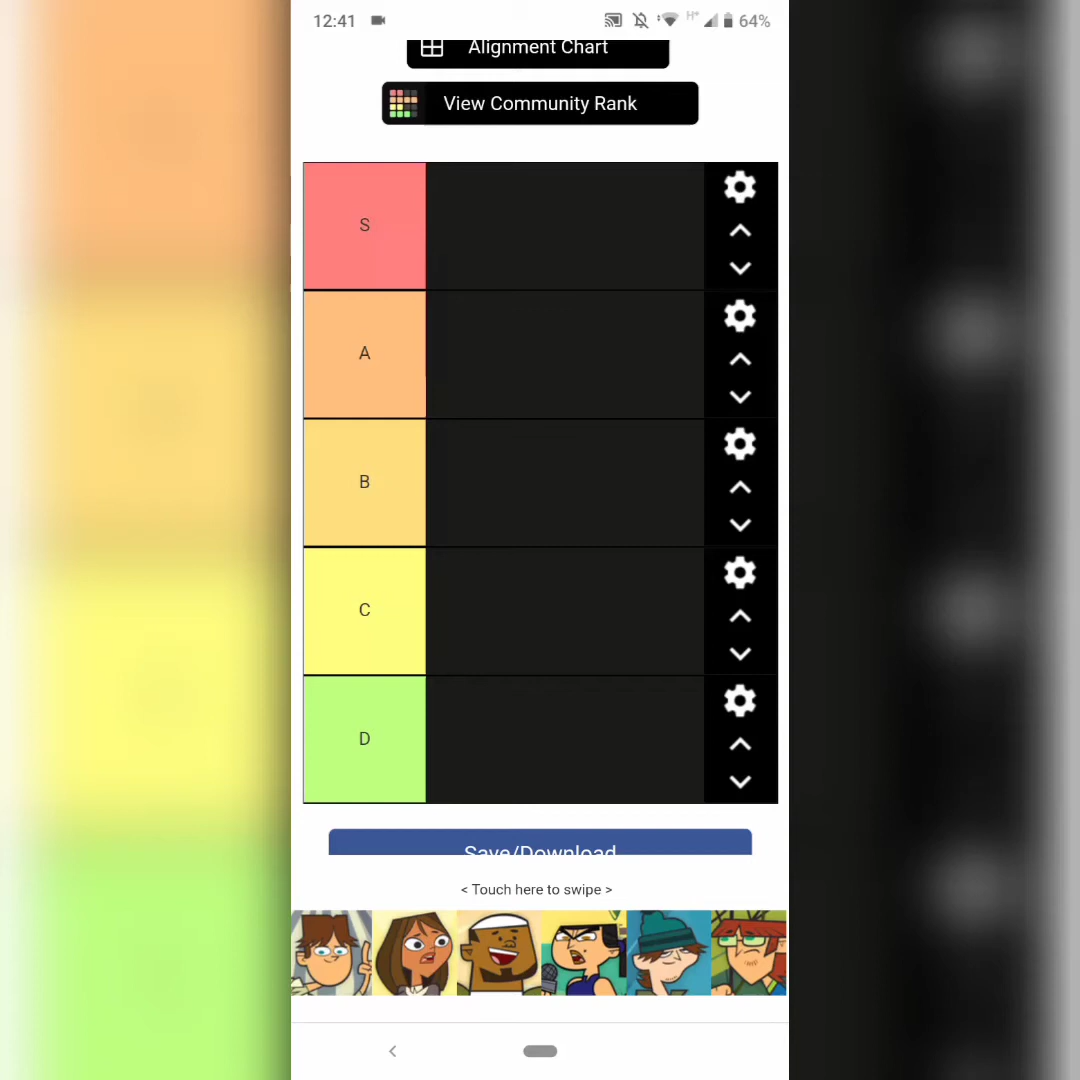 12:41 H+ 64%
Alignment Chart
View Community Rank
S
A
B
C
D
Save/Download
< Touch here to swipe >